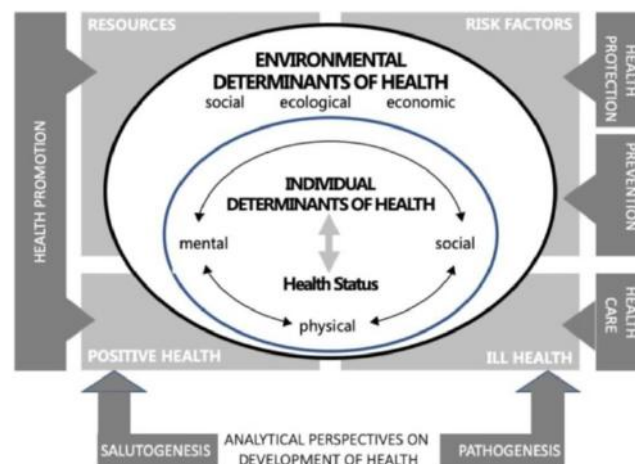 RESOURCES
RISK FACTORS
ENVIRONMENTAL
DETERMINANTS OF HEALTH
social ecological economic
INDIVIDUAL
DETERMINANTS OF HEALTH
mental
social
Health Status
physical
POSITIVE HEALTH
ILL HEALTH
HEALTH PROMOTION
HEALTH
PROTECTION
PREVENTION
HEALTH
CARE
SALUTOGENESIS
ANALYTICAL PERSPECTIVES ON
DEVELOPMENT OF HEALTH
PATHOGENESIS